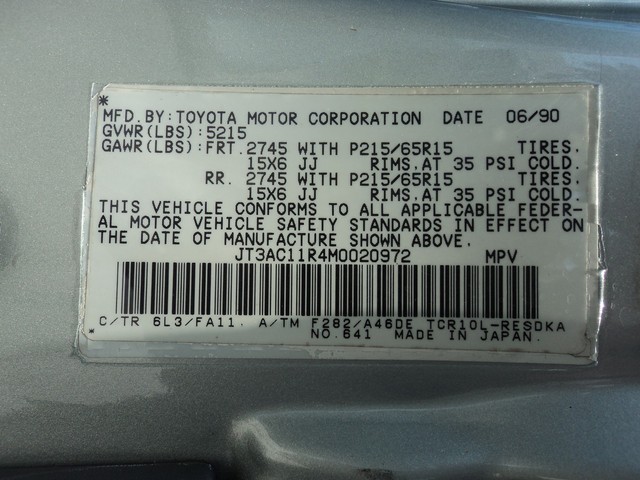 *
MFD.BY:TOYOTA MOTOR CORPORATION DATE 06/90
GVWR(LBS):5215
GAWR(LBS):FRT.2745 WITH P215/65R15 TIRES.
15X6 JJ RIMS,AT 35 PSI COLD.
RR. 2745 WITH P215/65R15 TIRES.
15X6 JJ RIMS,AT 35 PSI COLD.
THIS VEHICLE CONFORMS TO ALL APPLICABLE FEDER-
AL MOTOR VEHICLE SAFETY STANDARDS IN EFFECT ON
THE DATE OF MANUFACTURE SHOWN ABOVE.
JT3AC11R4M0020972 MPV
C/TR 6L3/FA11. A/TM F282/A46DE TCR10L-RESDKA
* NO.641 MADE IN JAPAN.